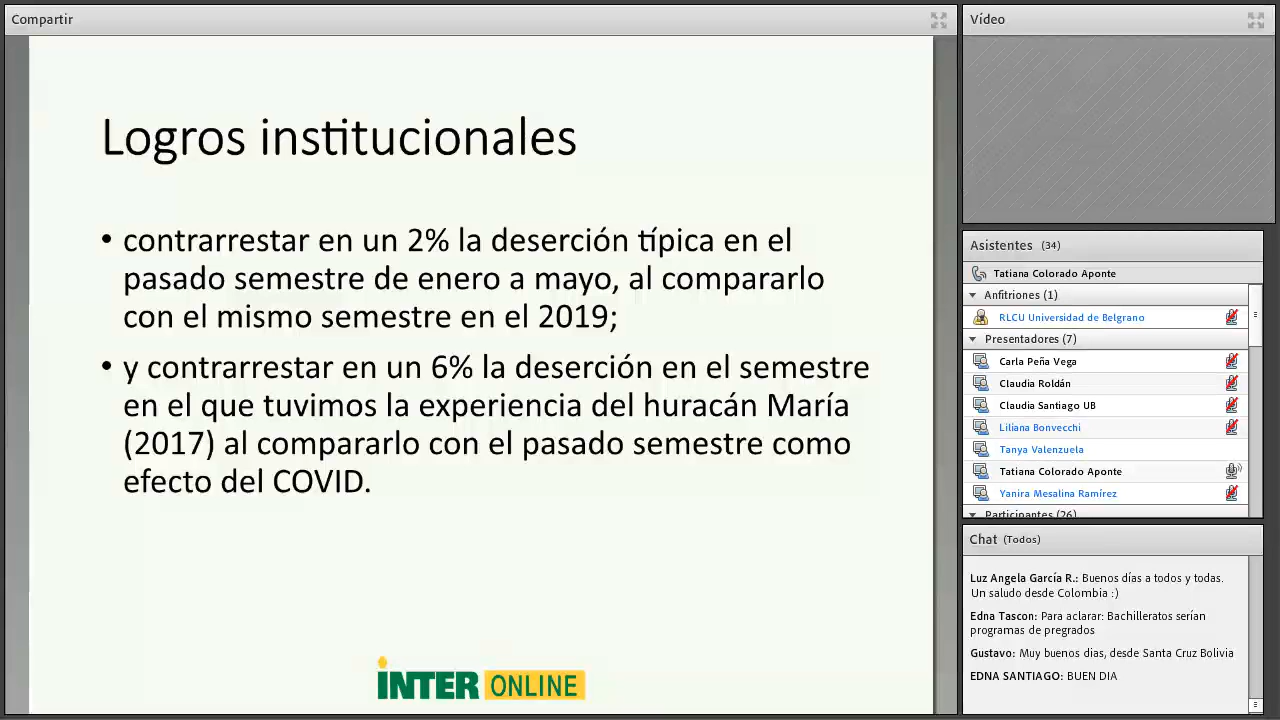 Compartir
Logros institucionales
• contrarrestar en un 2% la deserción típica en el
pasado semestre de enero a mayo, al compararlo
con el mismo semestre en el 2019;
• y contrarrestar en un 6% la deserción en el semestre
en el que tuvimos la experiencia del huracán María
(2017) al compararlo con el pasado semestre como
efecto del COVID.
INTER ONLINE
Vídeo
Asistentes (34)
Tatiana Colorado Aponte
Anfitriones (1)
RLCU Universidad de Belgrano
Presentadores (7)
Carla Peña Vega
Claudia Roldán
Claudia Santiago UB
Liliana Bonvecchi
Tanya Valenzuela
Tatiana Colorado Aponte
Yanira Mesalina Ramírez
Participantes (26)
Chat (Todos)
Luz Angela García R.: Buenos días a todos y todas.
Un saludo desde Colombia :)
Edna Tascon: Para aclarar: Bachilleratos serían
programas de pregrados
Gustavo: Muy buenos dias, desde Santa Cruz Bolivia
EDNA SANTIAGO: BUEN DIA